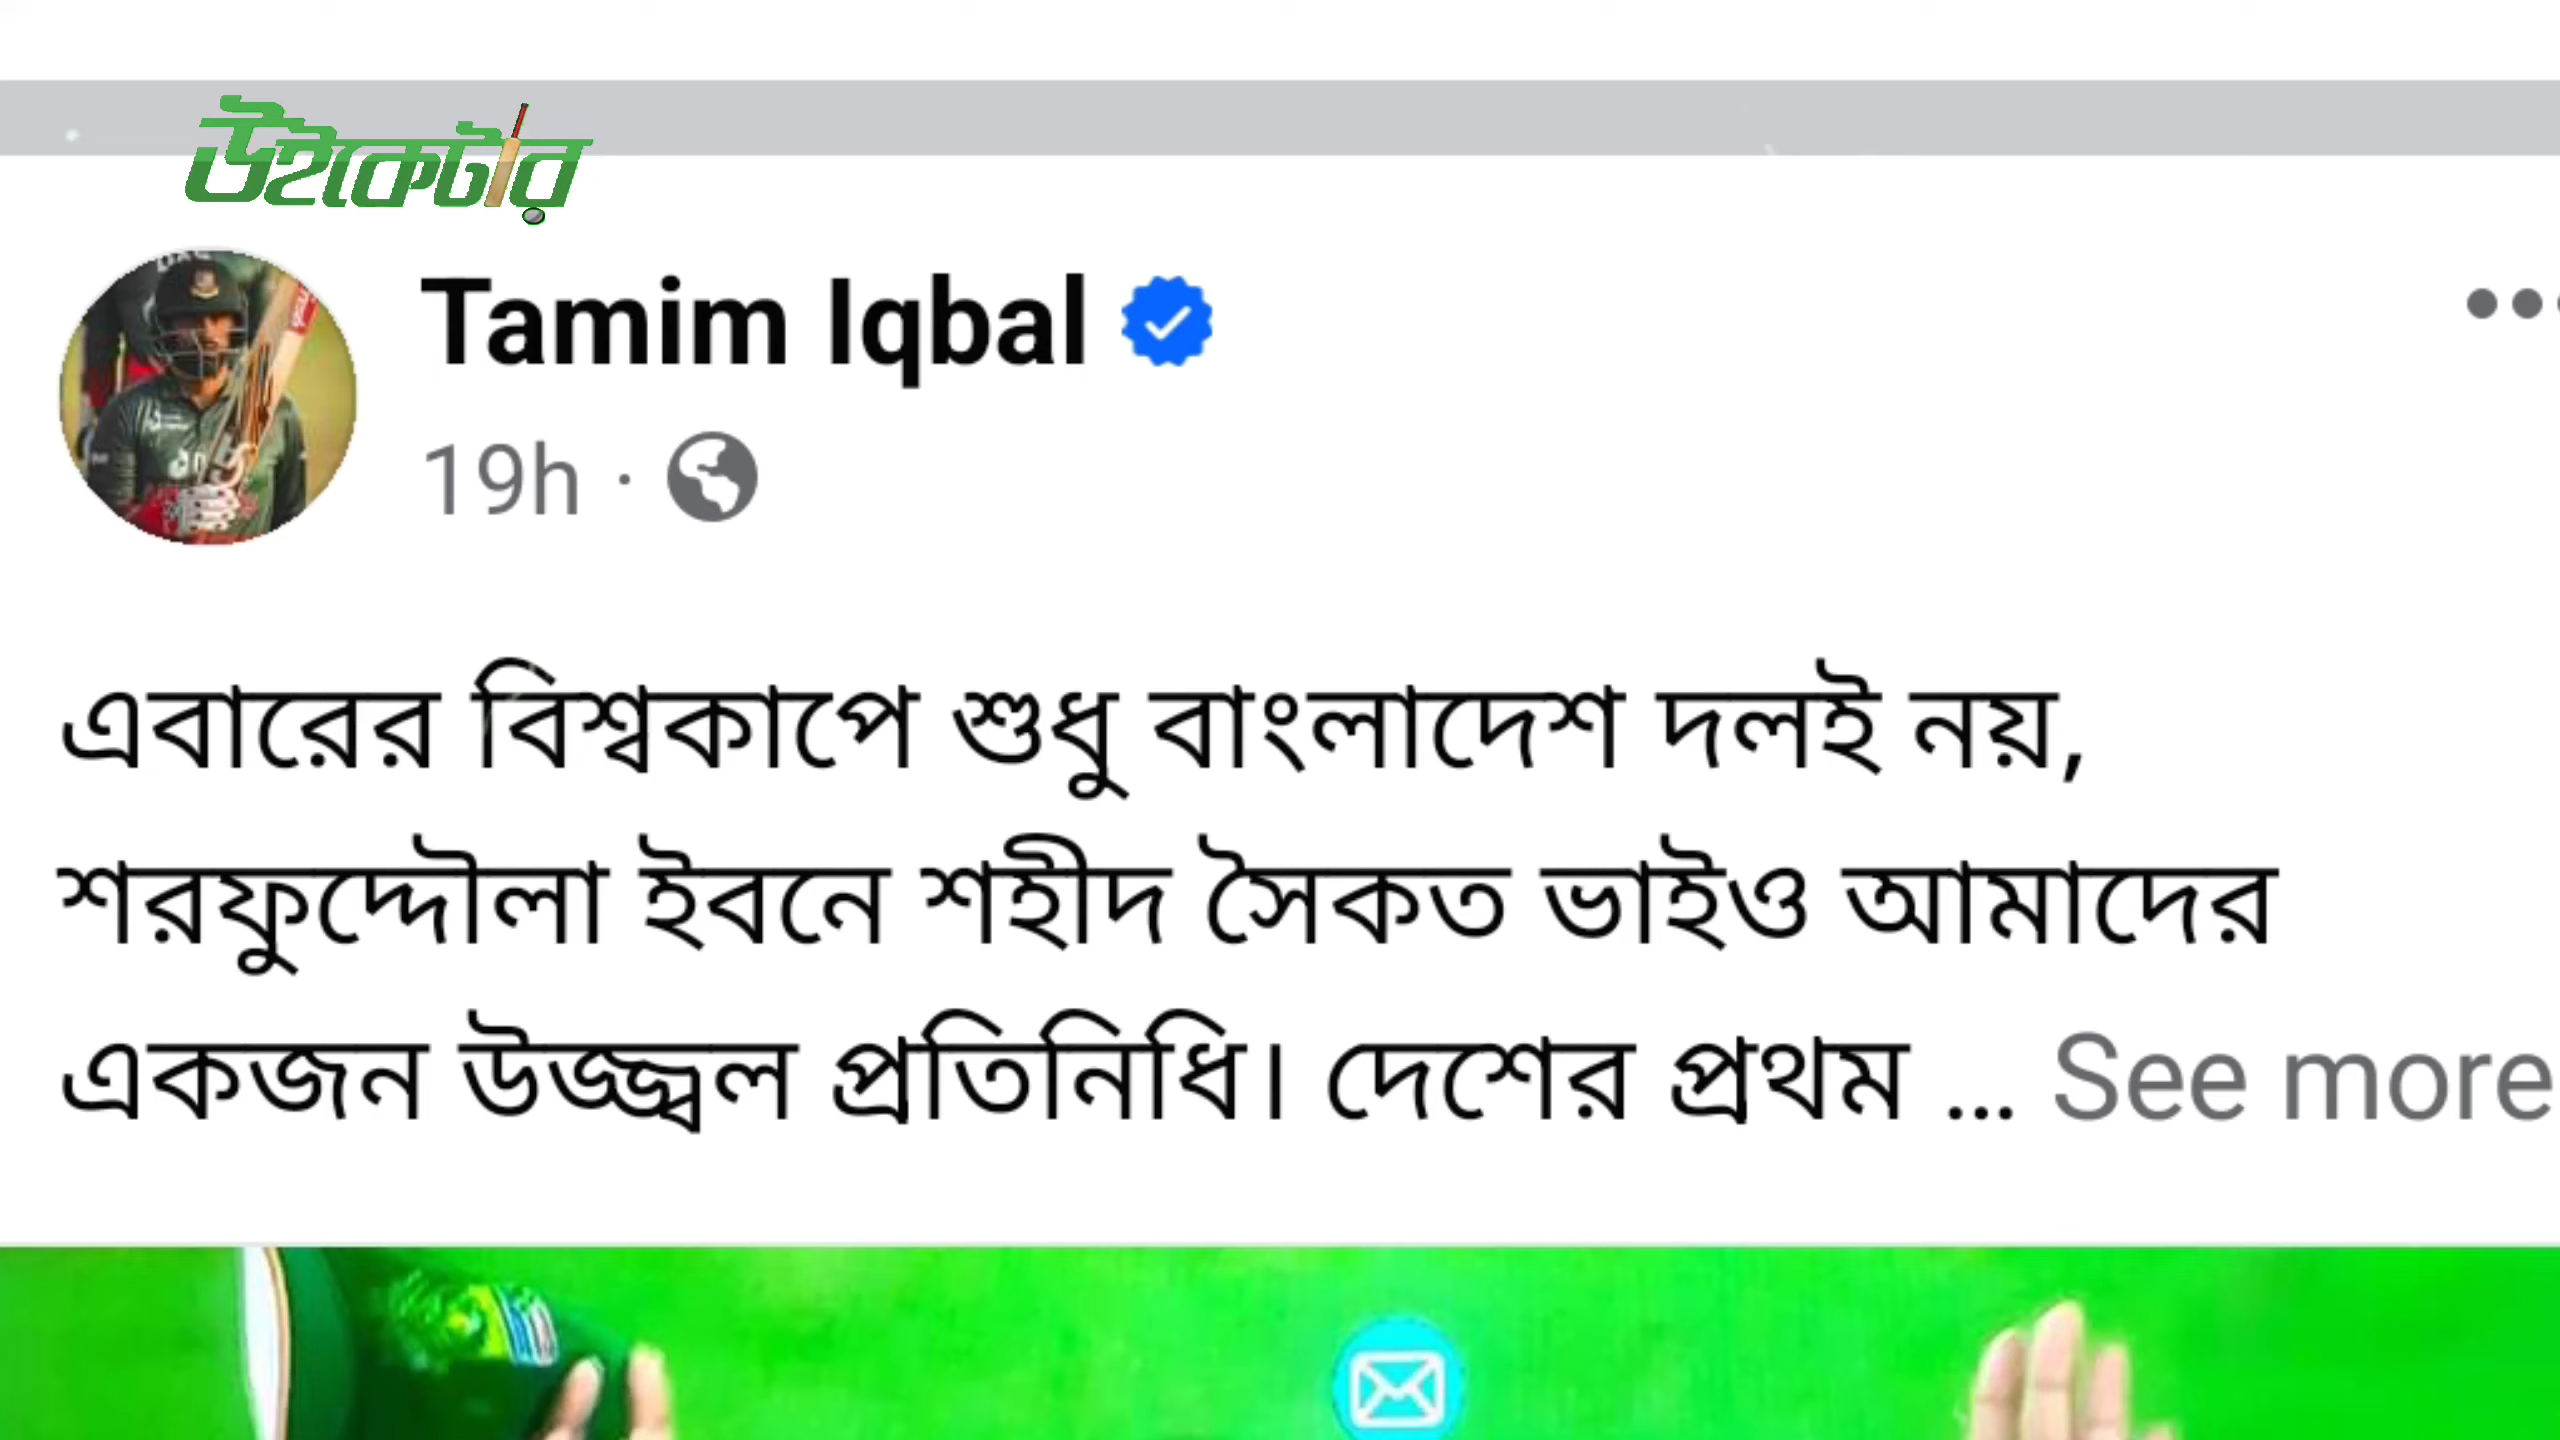 উইকেটার
Tamim Iqbal
19h ·
এবারের বিশ্বকাপে শুধু বাংলাদেশ দলই নয়,
শরফুদ্দৌলা ইবনে শহীদ সৈকত ভাইও আমাদের
একজন উজ্জ্বল প্রতিনিধি। দেশের প্রথম ... See more